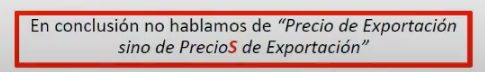 En conclusión no hablamos de “Precio de Exportación
sino de PrecioS de Exportación”